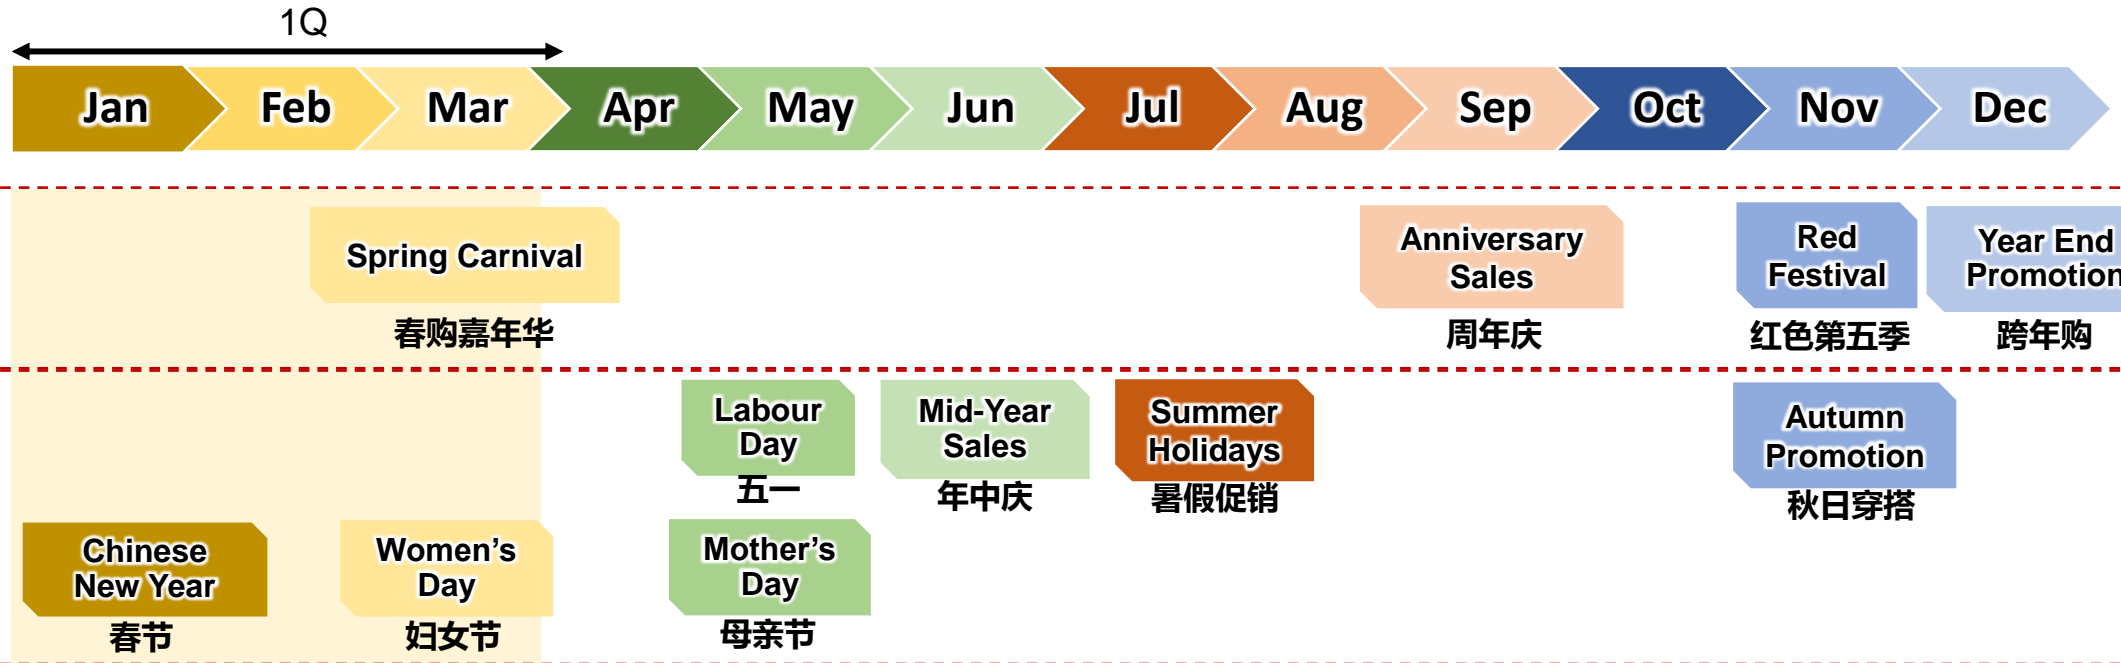 1Q
Jan
Feb
Mar
Apr
May
Jun
Jul
Aug
Sep
Oct
Nov
Dec
Spring Carnival
春购嘉年华
Anniversary
Sales
周年庆
Red
Festival
红色第五季
Year End
Promotion
跨年购
Labour
Day
五一
Mid-Year
Sales
年中庆
Summer
Holidays
暑假促销
Autumn
Promotion
秋日穿搭
Chinese
New Year
春节
Women’s
Day
妇女节
Mother’s
Day
母亲节